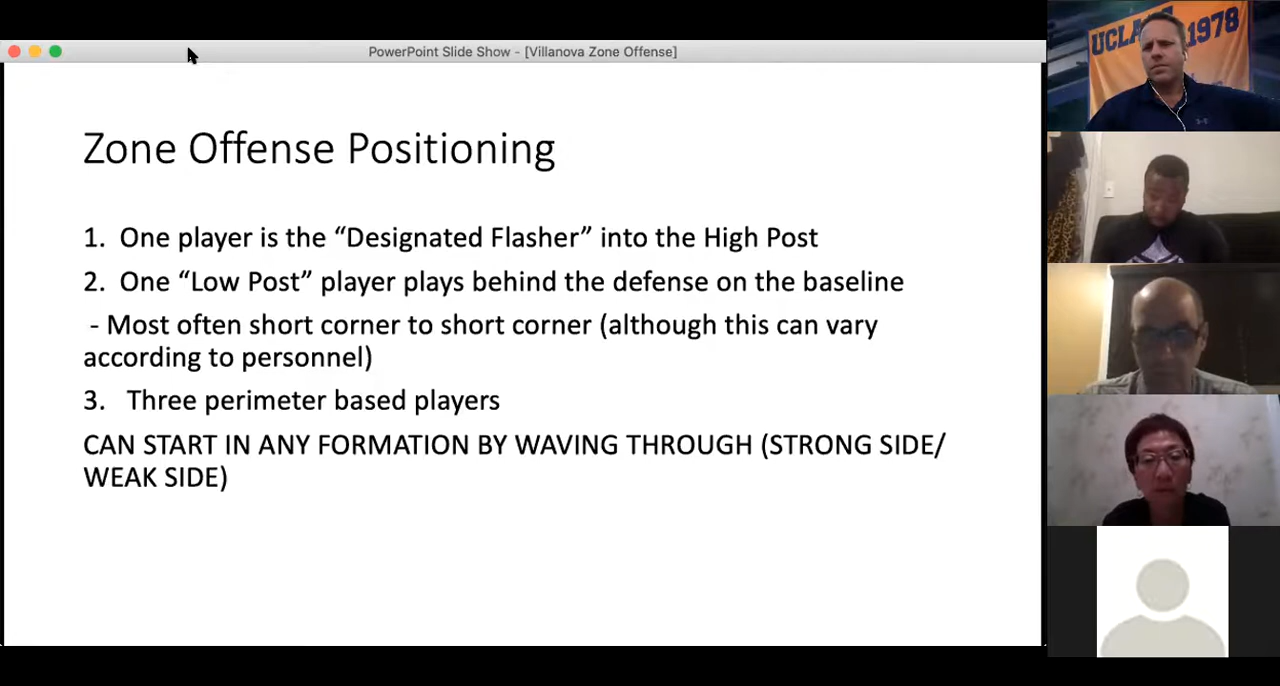 PowerPoint Slide Show - [Villanova Zone Offense]
UCLA 1978
Zone Offense Positioning
1. One player is the “Designated Flasher” into the High Post
2. One “Low Post” player plays behind the defense on the baseline
- Most often short corner to short corner (although this can vary
according to personnel)
3. Three perimeter based players
CAN START IN ANY FORMATION BY WAVING THROUGH (STRONG SIDE/
WEAK SIDE)